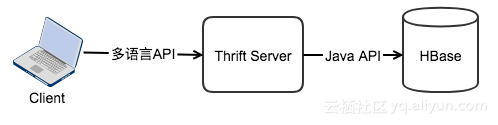 Client
多语言API
Thrift Server
Java API
HBase
云栖社区 yq.aliyun.com